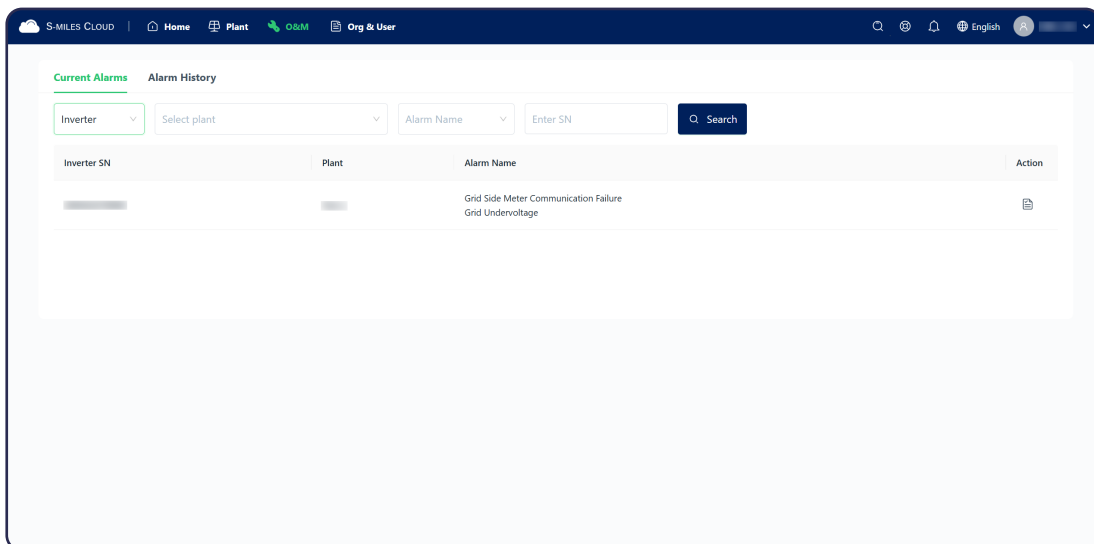 S-MILES CLOUD | Home Plant O&M Org & User English
Current Alarms Alarm History
Inverter Select plant Alarm Name Enter SN Search
Inverter SN Plant Alarm Name Action
Grid Side Meter Communication Failure
Grid Undervoltage